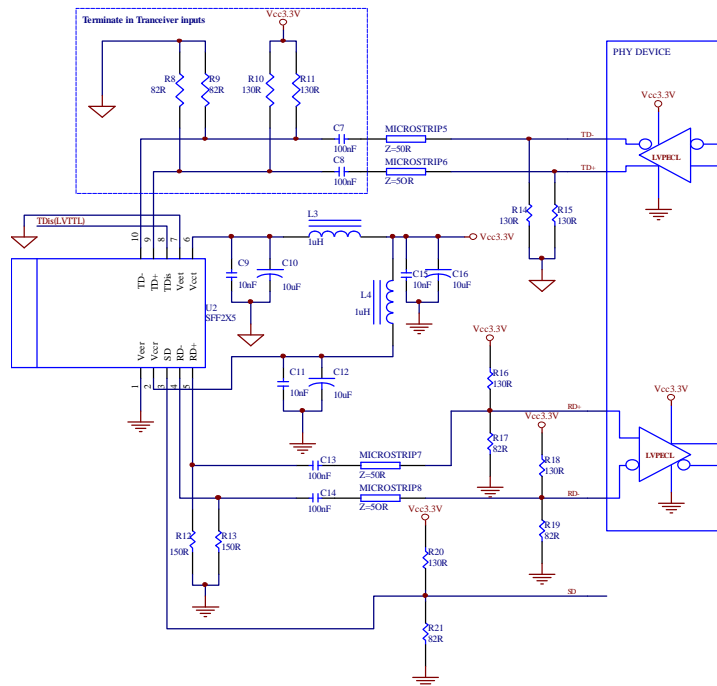 Terminate in Tranceiver inputs
Vcc3.3V
PHY DEVICE
R8
82R
R9
82R
R10
130R
R11
130R
Vcc3.3V
C7
100nF
MICROSTRIP5
Z=50R
TD-
LVPECL
C8
100nF
MICROSTRIP6
Z=5OR
TD+
R14
130R
R15
130R
TDis(LVTTL)
10
9
8
7
6
L3
1uH
Vcc3.3V
C9
10nF
C10
10uF
C15
10nF
C16
10uF
L4
1uH
TD-
TD+
TDis
Veet
Vcct
U2
SFF2X5
Veer
Vccr
SD
RD-
RD+
1
2
3
4
5
C11
10nF
C12
10uF
Vcc3.3V
R16
130R
RD+
R17
82R
Vcc3.3V
C13
100nF
MICROSTRIP7
Z=50R
R18
130R
Vcc3.3V
LVPECL
C14
100nF
MICROSTRIP8
Z=5OR
RD-
Vcc3.3V
R19
82R
R12
150R
R13
150R
R20
130R
SD
R21
82R